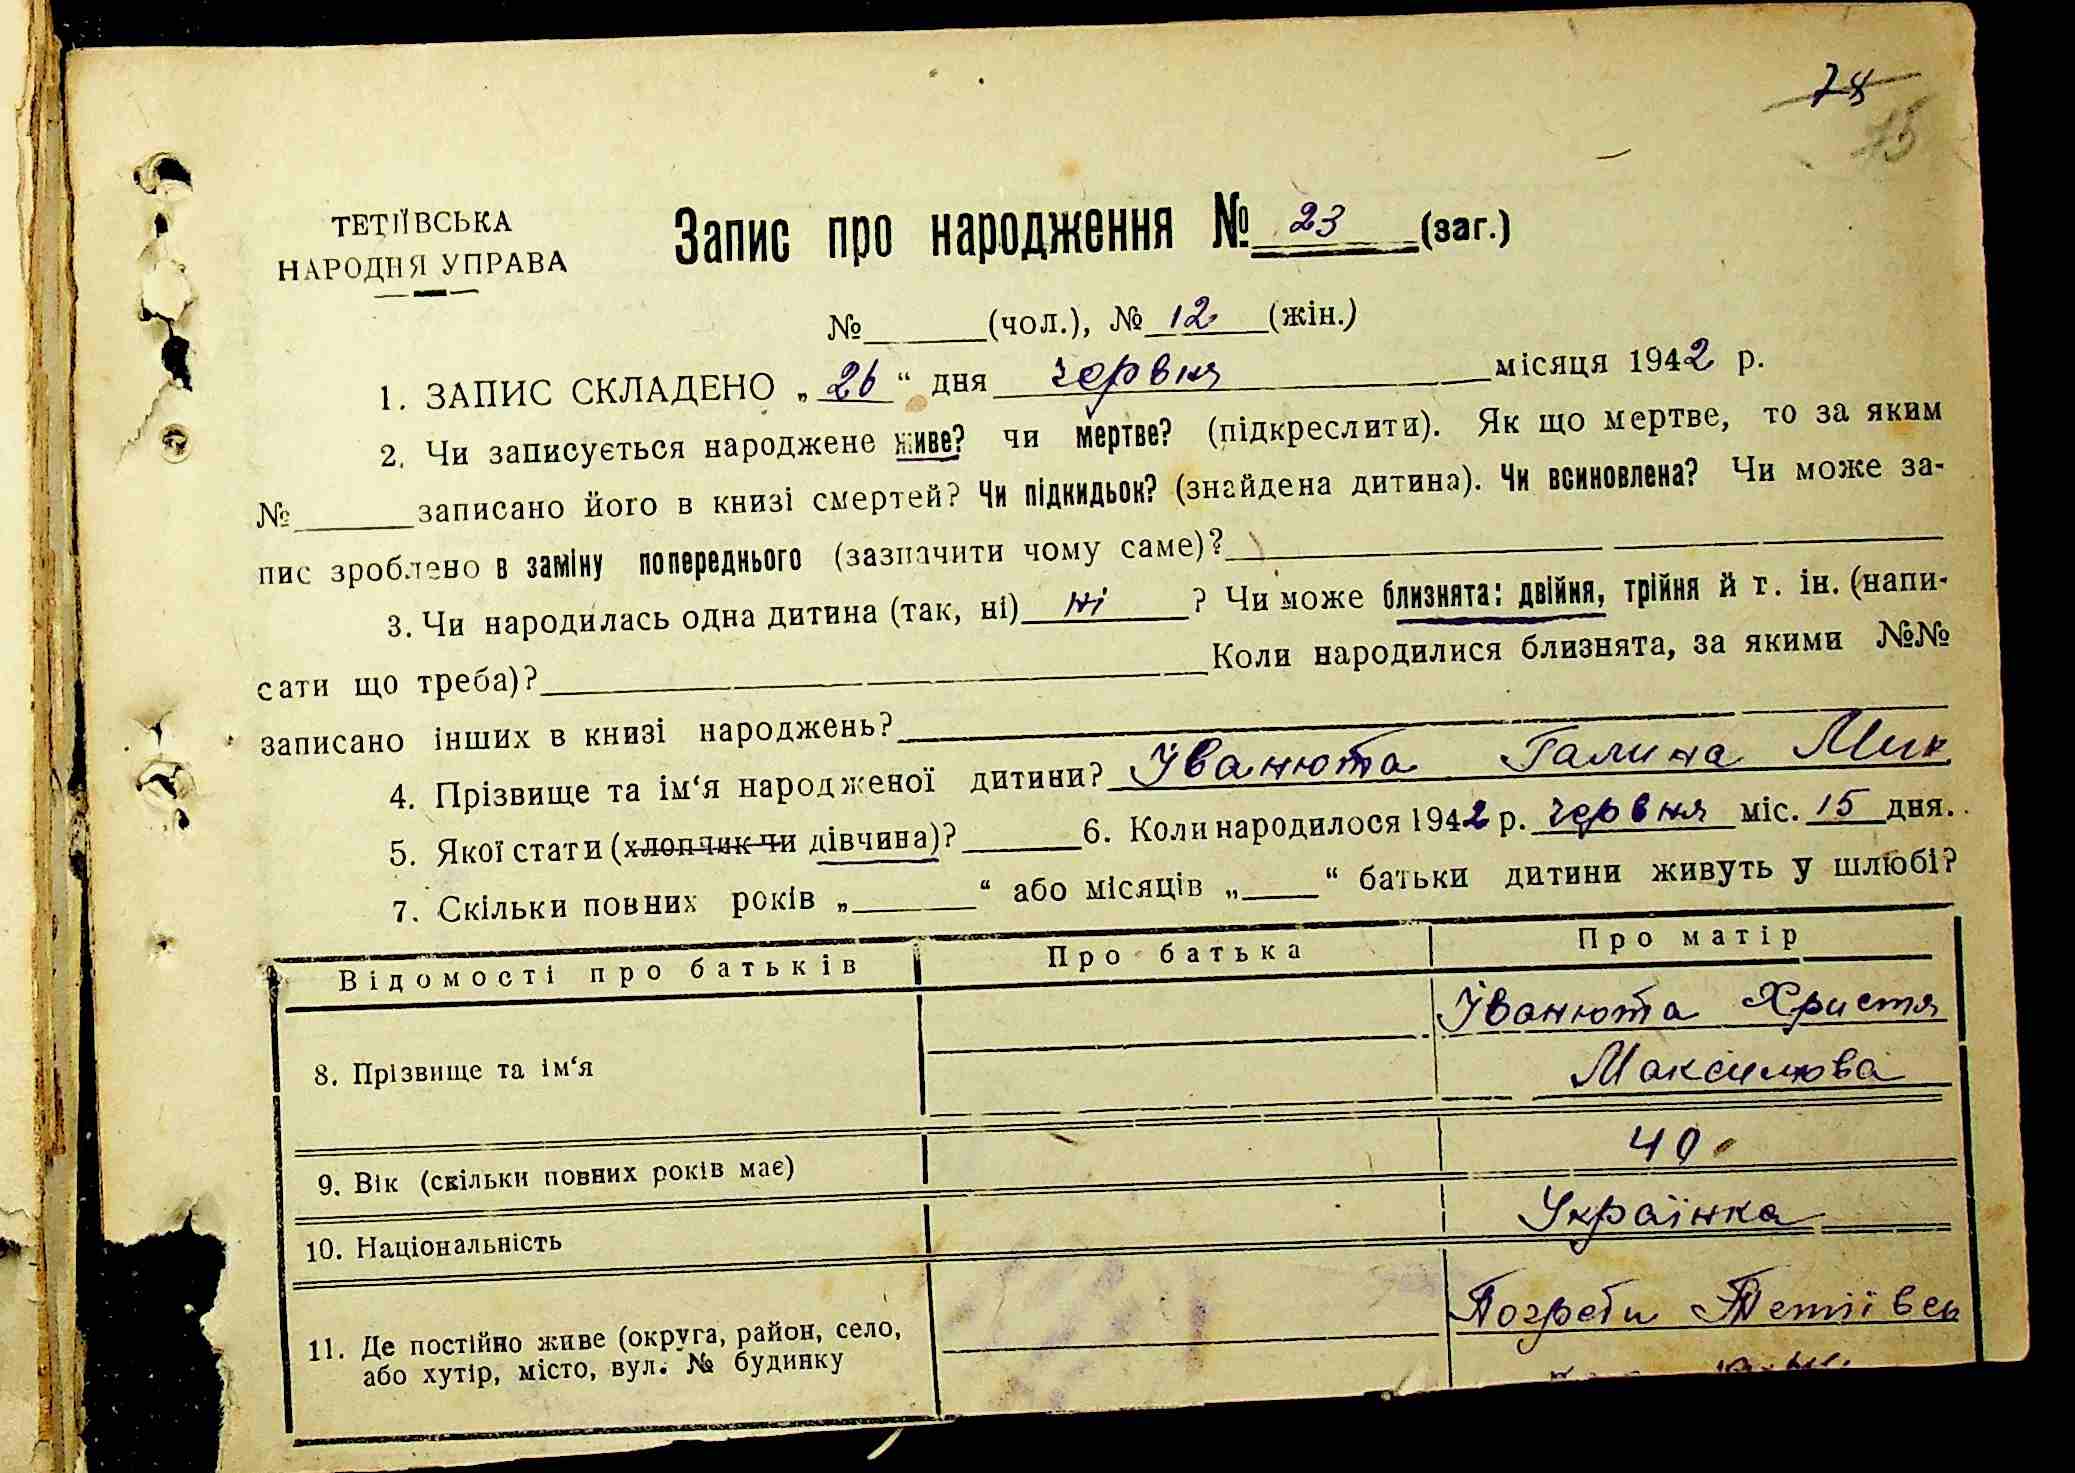 78
15
ТЕТІЇВСЬКА
НАРОДНЯ УПРАВА
Запис про народження № 23 (заг.)
№ (чол.), № 12 (жін.)
1. ЗАПИС СКЛАДЕНО „26“ дня червня місяця 1942 р.
2. Чи записується народжене живе? чи мертве? (підкреслити). Як що мертве, то за яким
№ записано його в книзі смертей? Чи підкидьок? (знайдена дитина). Чи всиновлена? Чи може за-
пис зроблено в заміну попереднього (зазначити чому саме)?
3. Чи народилась одна дитина (так, ні) ні ? Чи може близнята: двійня, трійня й т. ін. (напи-
сати що треба)? Коли народилися близнята, за якими №№
записано інших в книзі народжень?
4. Прізвище та ім‘я народженої дитини? Іванюта Галина Мик
5. Якої стати (хлопчик чи дівчина)? 6. Коли народилося 1942 р. червня міс. 15 дня.
7. Скільки повних років „ “ або місяців „ “ батьки дитини живуть у шлюбі?
Відомості про батьків Про батька Про матір
8. Прізвище та ім‘я Іванюта Христя
Максимова
9. Вік (скільки повних років має) 40
10. Національність Українка
11. Де постійно живе (округа, район, село, Погреби Тетіївськ
або хутір, місто, вул. № будинку